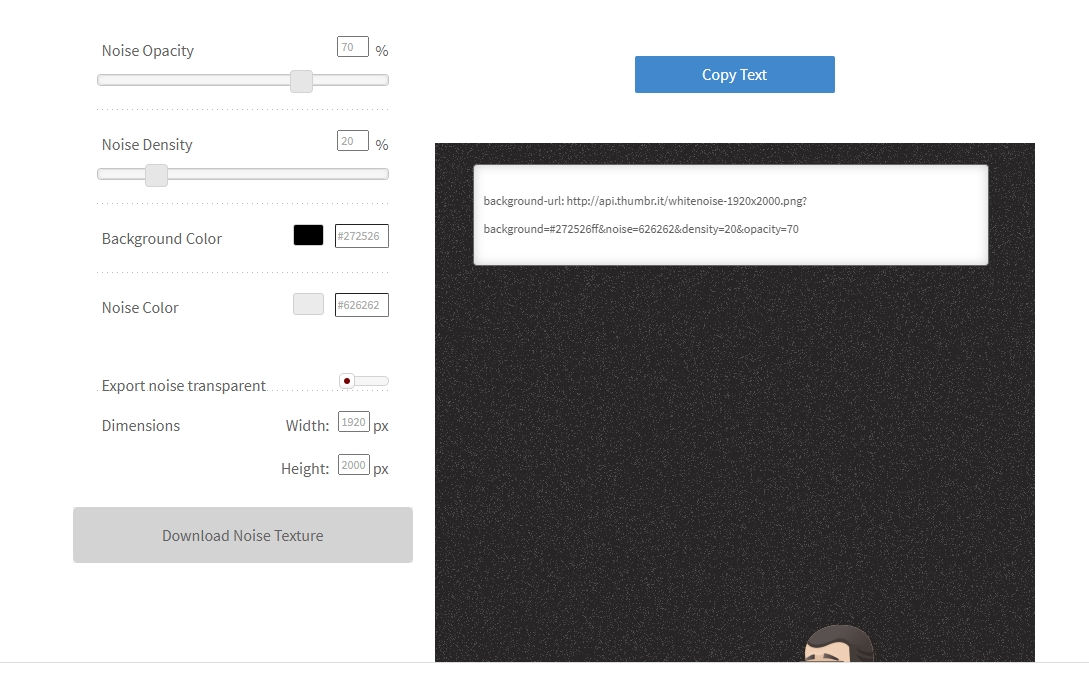 Noise Opacity 70 %
Copy Text
Noise Density 20 %
background-url: http://api.thumbr.it/whitenoise-1920x2000.png?
background=#272526ff&noise=626262&density=20&opacity=70
Background Color #272526
Noise Color #626262
Export noise transparent
Dimensions Width: 1920 px
Height: 2000 px
Download Noise Texture